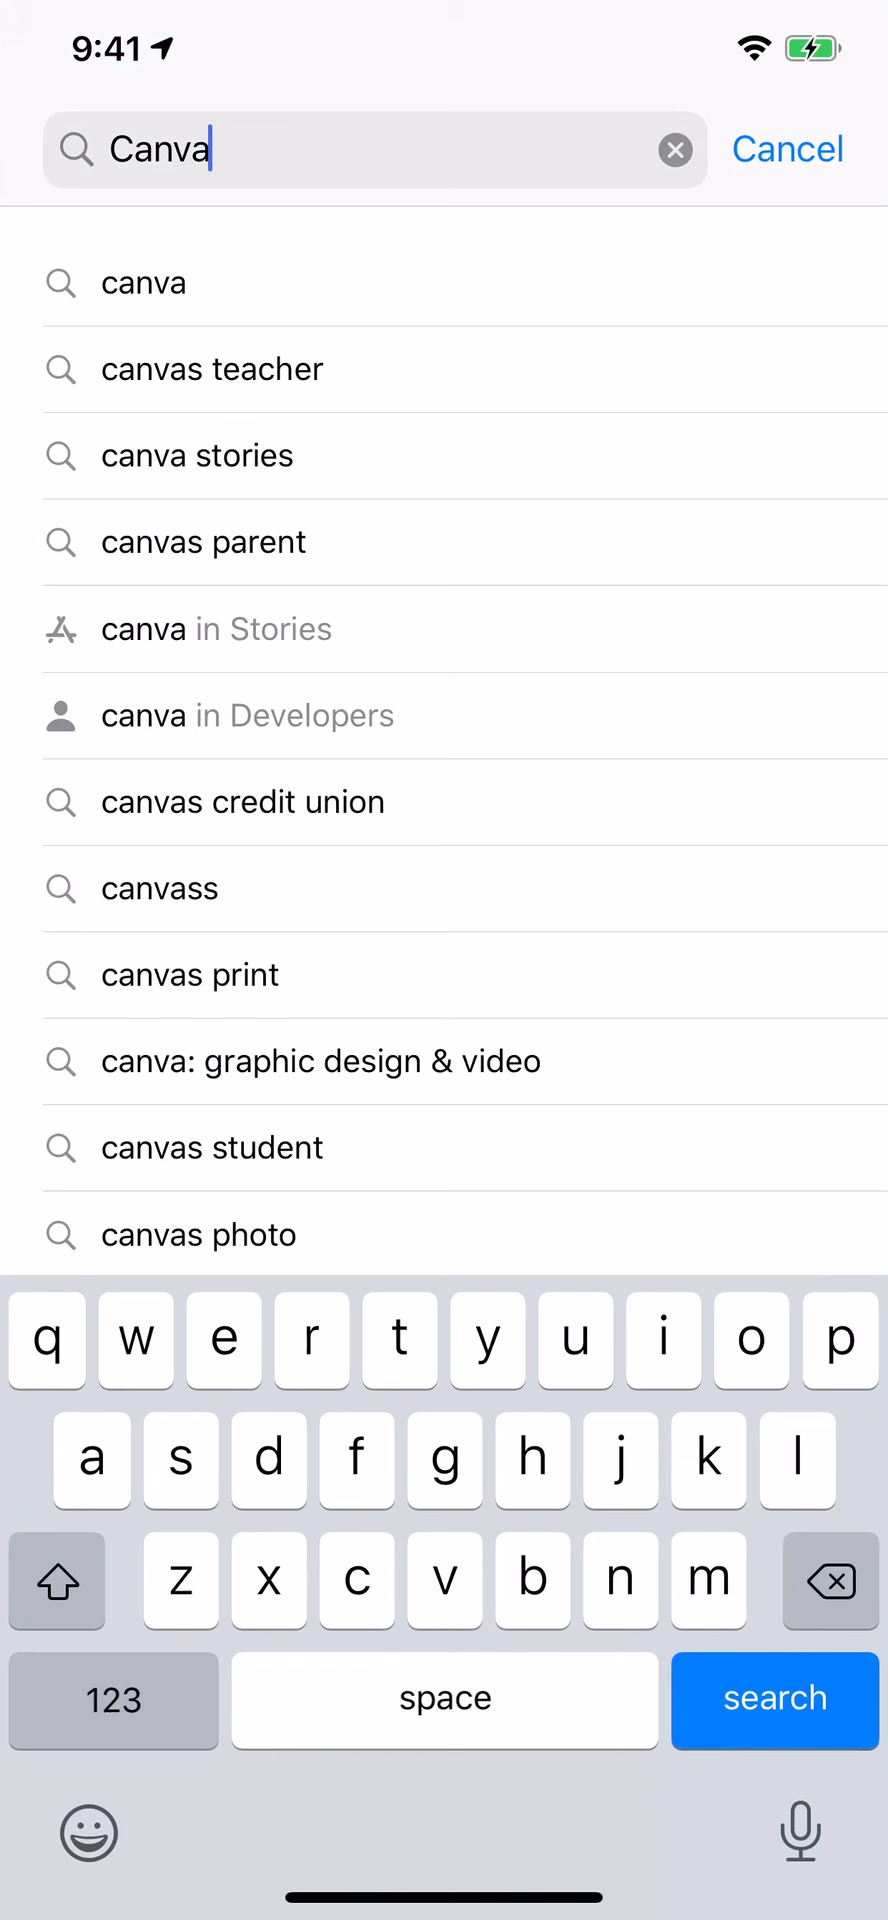 9:41
Canva
Cancel
canva
canvas teacher
canva stories
canvas parent
canva in Stories
canva in Developers
canvas credit union
canvass
canvas print
canva: graphic design & video
canvas student
canvas photo
q w e r t y u i o p
a s d f g h j k l
z x c v b n m
123 space search